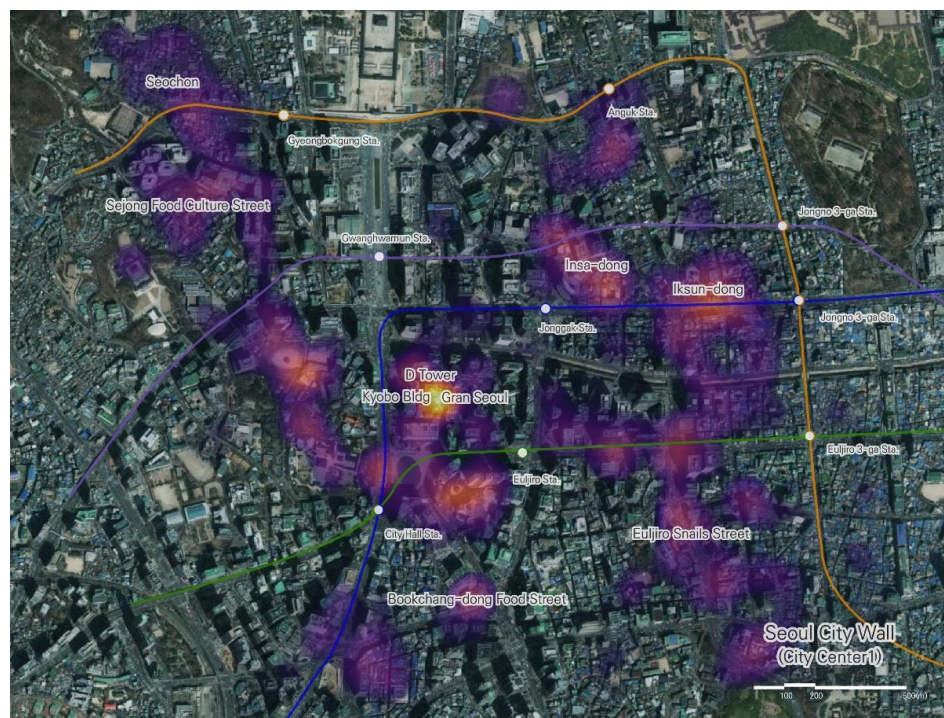 Seochon
Anguk Sta.
Gyeongbokgung Sta.
Sejong Food Culture Street
Jongno 3-ga Sta.
Gwanghwamun Sta.
Insa-dong
Iksun-dong
Jongno 3-ga Sta.
Jonggak Sta.
D Tower
Kyobo Bldg
Gran Seoul
Euljiro 3-ga Sta.
Euljiro Sta.
City Hall Sta.
Euljiro Snails Street
Bookchang-dong Food Street
Seoul City Wall
(City Center1))
100 200 500(m)